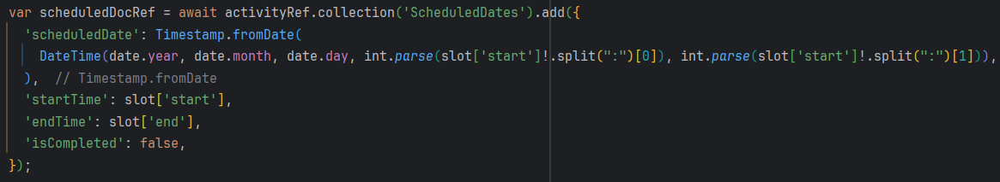 var scheduledDocRef = await activityRef.collection('ScheduledDates').add({
  'scheduledDate': Timestamp.fromDate(
    DateTime(date.year, date.month, date.day, int.parse(slot['start']!.split(":")[0]), int.parse(slot['start']!.split(":")[1])),
  ),  // Timestamp.fromDate
  'startTime': slot['start'],
  'endTime': slot['end'],
  'isCompleted': false,
});